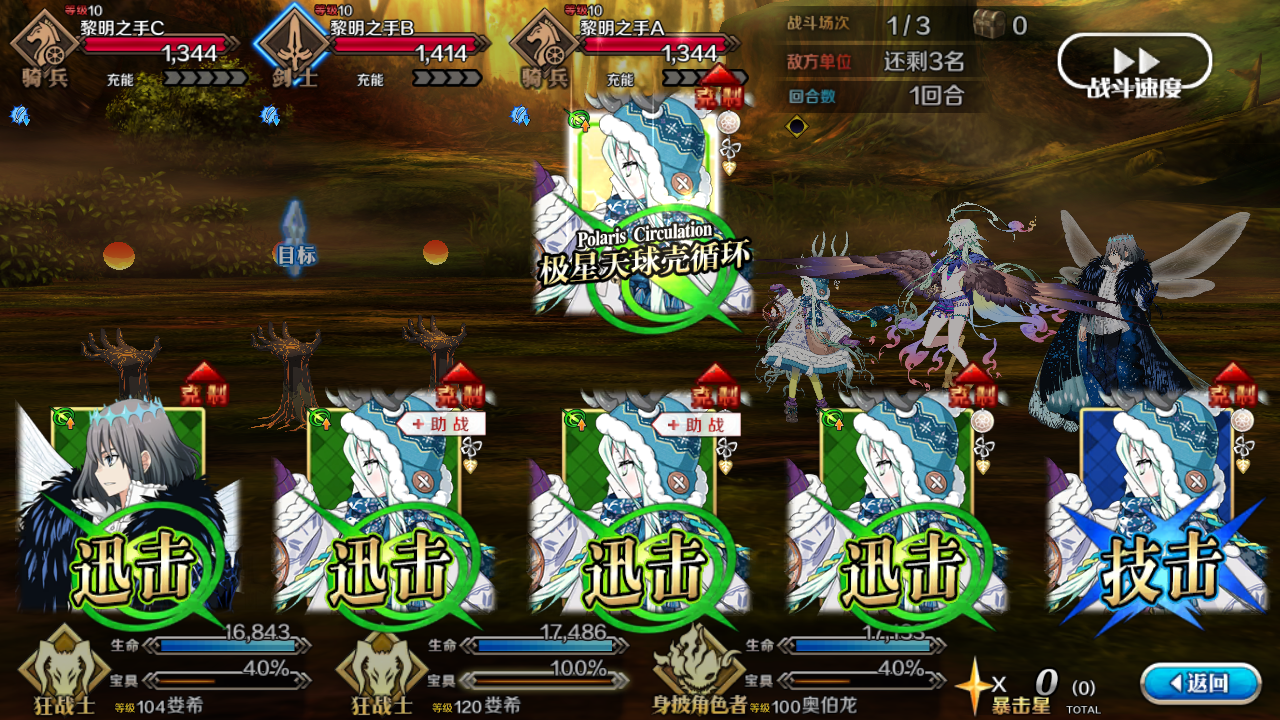 等级10
黎明之手C
1,344
骑兵
充能
等级10
黎明之手B
1,414
剑士
充能
等级10
黎明之手A
1,344
骑兵
充能
战斗场次 1/3
0
敌方单位 还剩3名
回合数 1回合
战斗速度
克制
目标
Polaris Circulation
极星天球壳循环
克制
迅击
克制
+助战
迅击
克制
+助战
迅击
克制
迅击
克制
技击
狂战士
生命 16,843
宝具 40%
等级104娄希
狂战士
生命 17,486
宝具 100%
等级120娄希
身披角色者
生命
宝具 40%
等级100奥伯龙
X 0 (0)
暴击星 TOTAL
返回